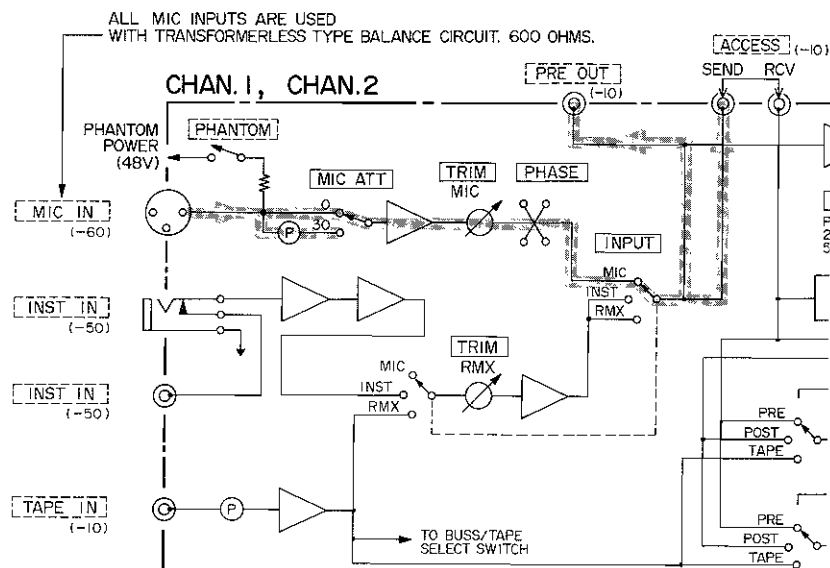 ALL MIC INPUTS ARE USED
WITH TRANSFORMERLESS TYPE BALANCE CIRCUIT. 600 OHMS.
ACCESS (-10)
SEND RCV
PRE OUT
(-10)
CHAN.1, CHAN.2
PHANTOM
POWER
(48V)
PHANTOM
MIC ATT
TRIM
MIC
PHASE
0
30
P
MIC IN
(-60)
INPUT
MIC
INST
RMX
INST IN
(-50)
TRIM
RMX
MIC
INST
RMX
INST IN
(-50)
PRE
POST
TAPE
TAPE IN
(-10)
P
TO BUSS/TAPE
SELECT SWITCH
PRE
POST
TAPE